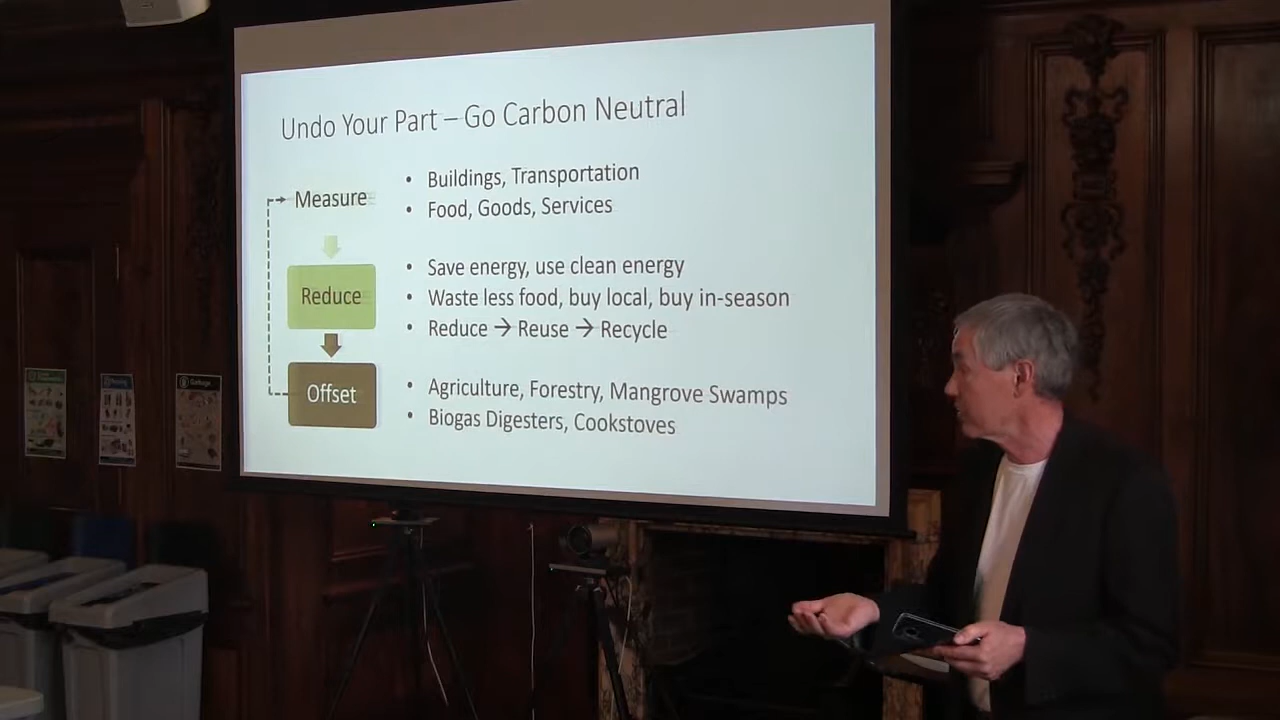 Undo Your Part – Go Carbon Neutral
Measure
• Buildings, Transportation
• Food, Goods, Services
Reduce
• Save energy, use clean energy
• Waste less food, buy local, buy in-season
• Reduce → Reuse → Recycle
Offset
• Agriculture, Forestry, Mangrove Swamps
• Biogas Digesters, Cookstoves
Garbage